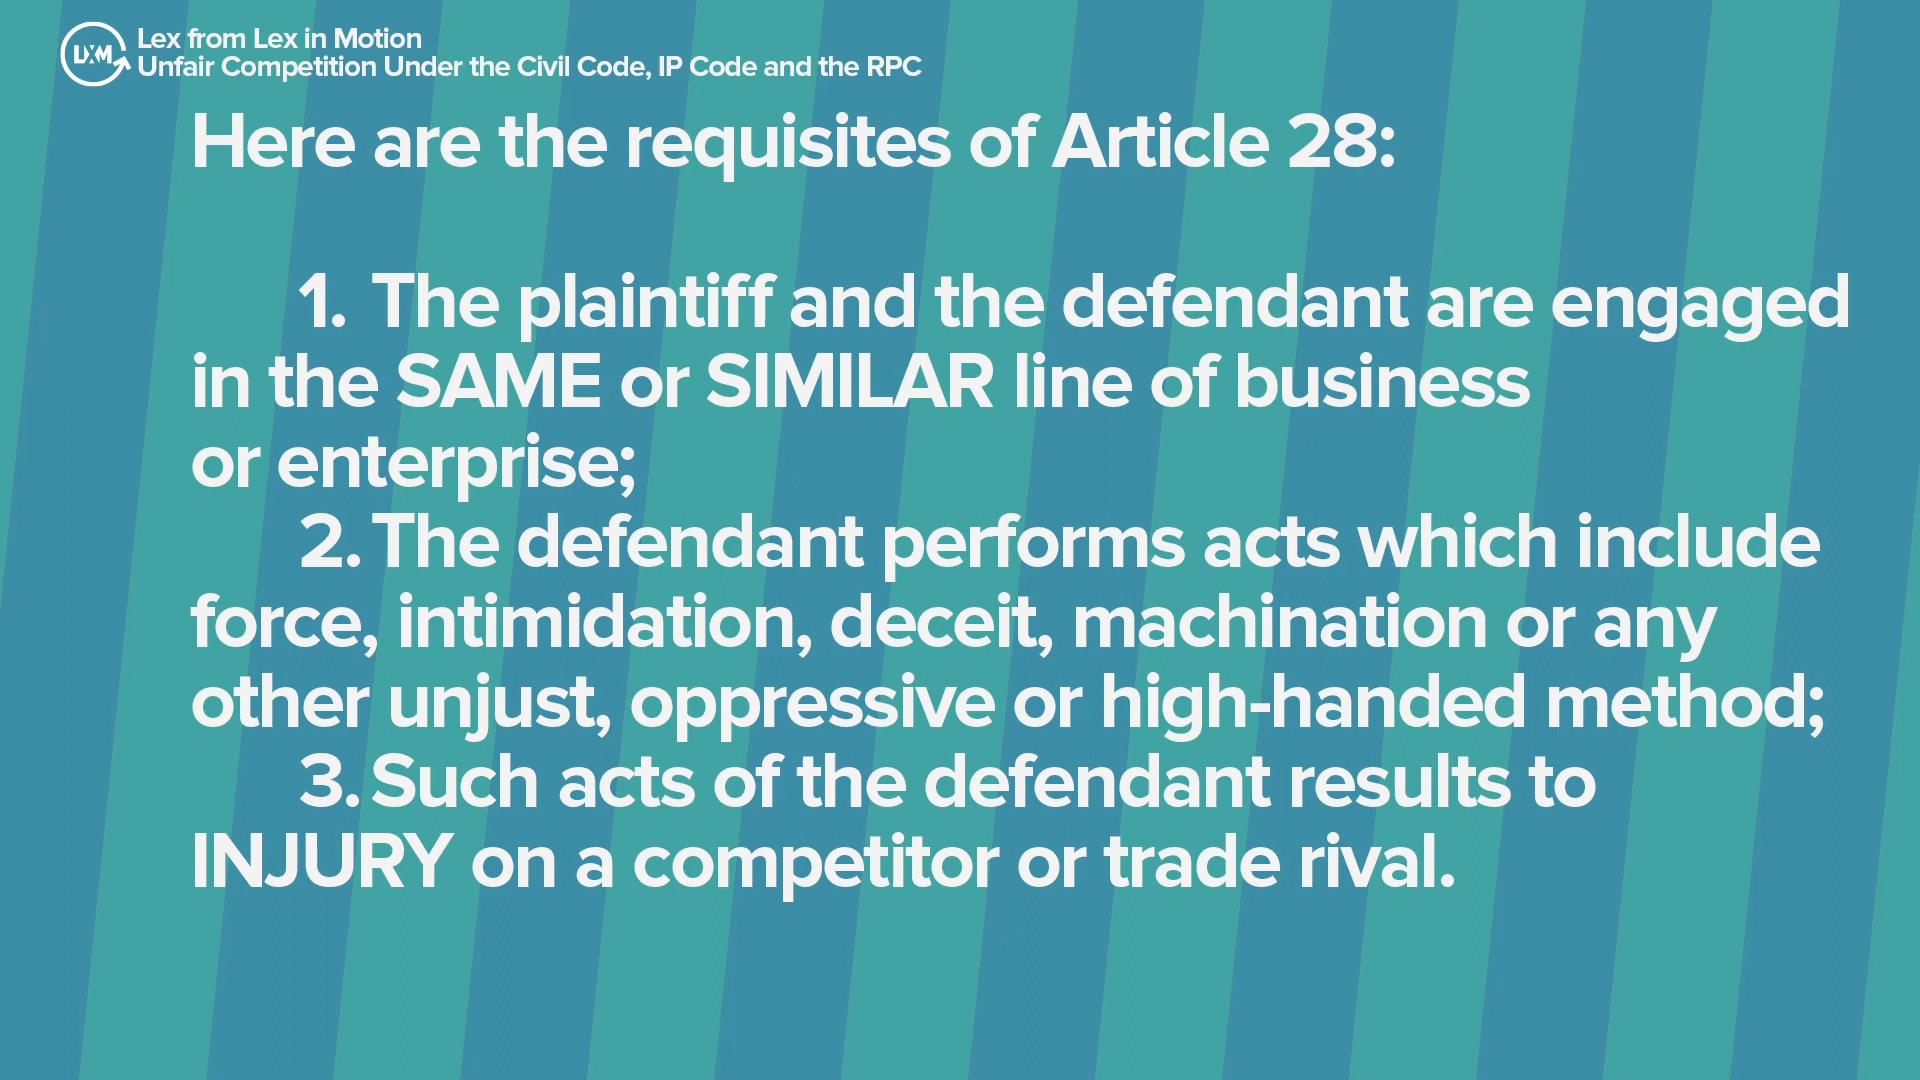 LXM
Lex from Lex in Motion
Unfair Competition Under the Civil Code, IP Code and the RPC
Here are the requisites of Article 28:
1. The plaintiff and the defendant are engaged
in the SAME or SIMILAR line of business
or enterprise;
2. The defendant performs acts which include
force, intimidation, deceit, machination or any
other unjust, oppressive or high-handed method;
3. Such acts of the defendant results to
INJURY on a competitor or trade rival.